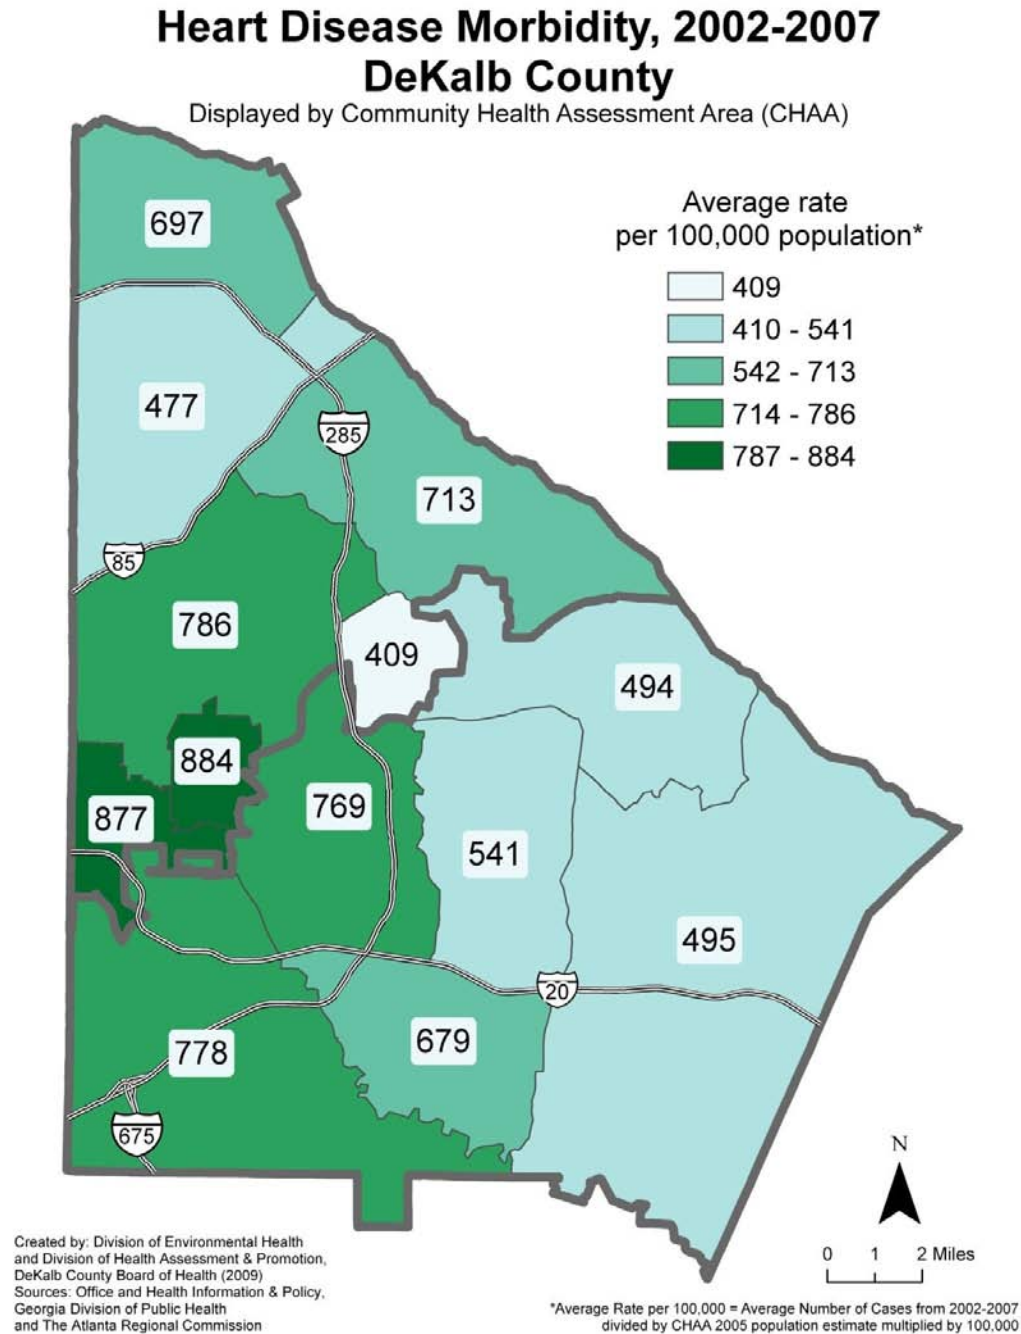 Heart Disease Morbidity, 2002-2007
DeKalb County
Displayed by Community Health Assessment Area (CHAA)
Average rate
per 100,000 population*
409
410 - 541
542 - 713
714 - 786
787 - 884
697
477
285
713
85
786
409
494
884
769
877
541
495
20
679
778
675
N
0 1 2 Miles
Created by: Division of Environmental Health
and Division of Health Assessment & Promotion,
DeKalb County Board of Health (2009)
Sources: Office and Health Information & Policy,
Georgia Division of Public Health
and The Atlanta Regional Commission
*Average Rate per 100,000 = Average Number of Cases from 2002-2007
divided by CHAA 2005 population estimate multiplied by 100,000